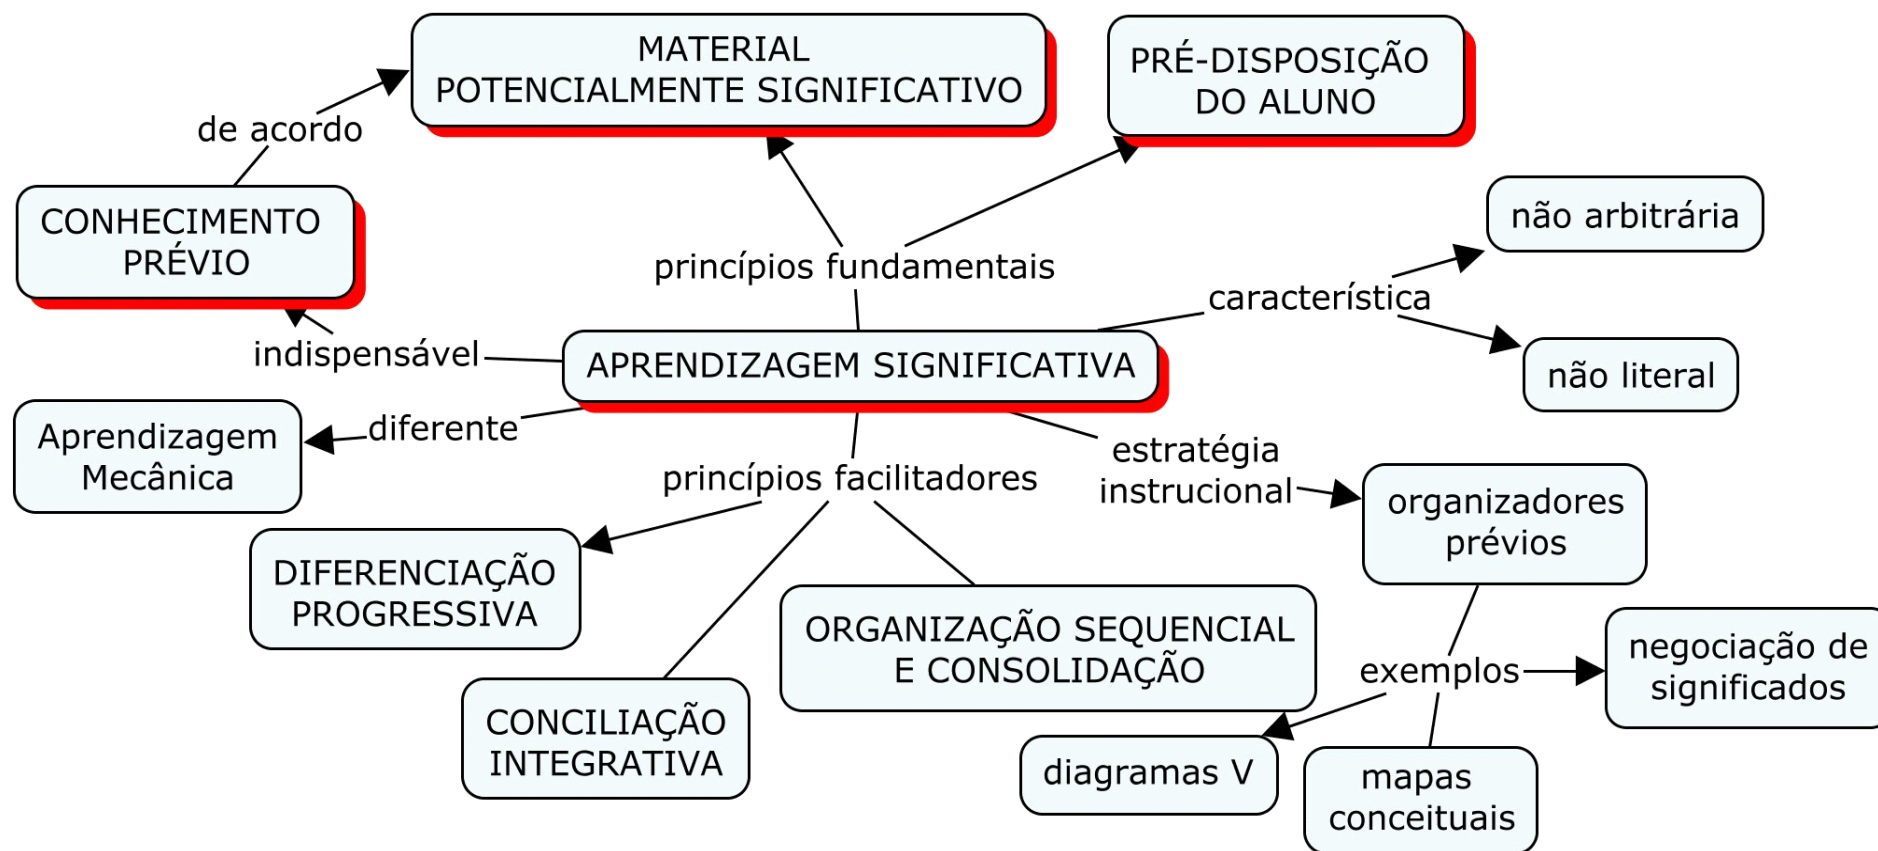 MATERIAL
POTENCIALMENTE SIGNIFICATIVO
PRÉ-DISPOSIÇÃO
DO ALUNO
de acordo
CONHECIMENTO
PRÉVIO
não arbitrária
princípios fundamentais
característica
indispensável
APRENDIZAGEM SIGNIFICATIVA
não literal
Aprendizagem
Mecânica
diferente
princípios facilitadores
estratégia
instrucional
organizadores
prévios
DIFERENCIAÇÃO
PROGRESSIVA
ORGANIZAÇÃO SEQUENCIAL
E CONSOLIDAÇÃO
exemplos
negociação de
significados
CONCILIAÇÃO
INTEGRATIVA
diagramas V
mapas
conceituais